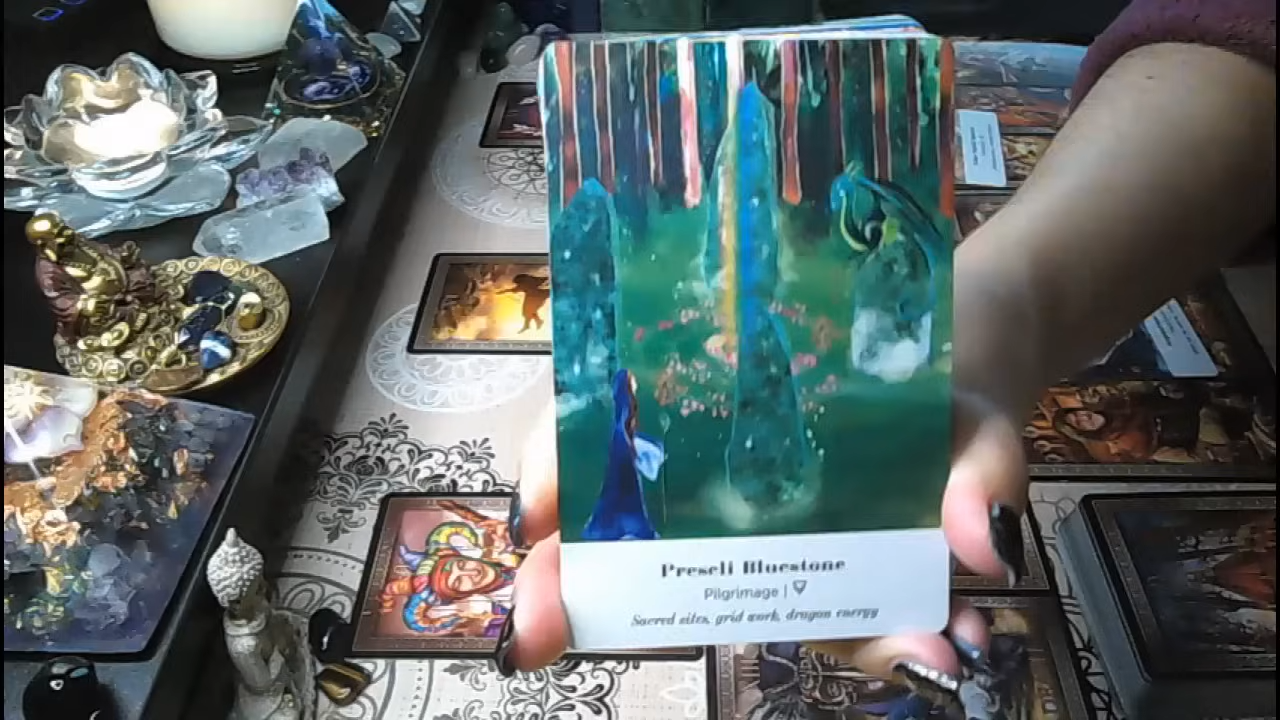 Preseli Bluestone
Pilgrimage |
Sacred sites, grid work, dragon energy